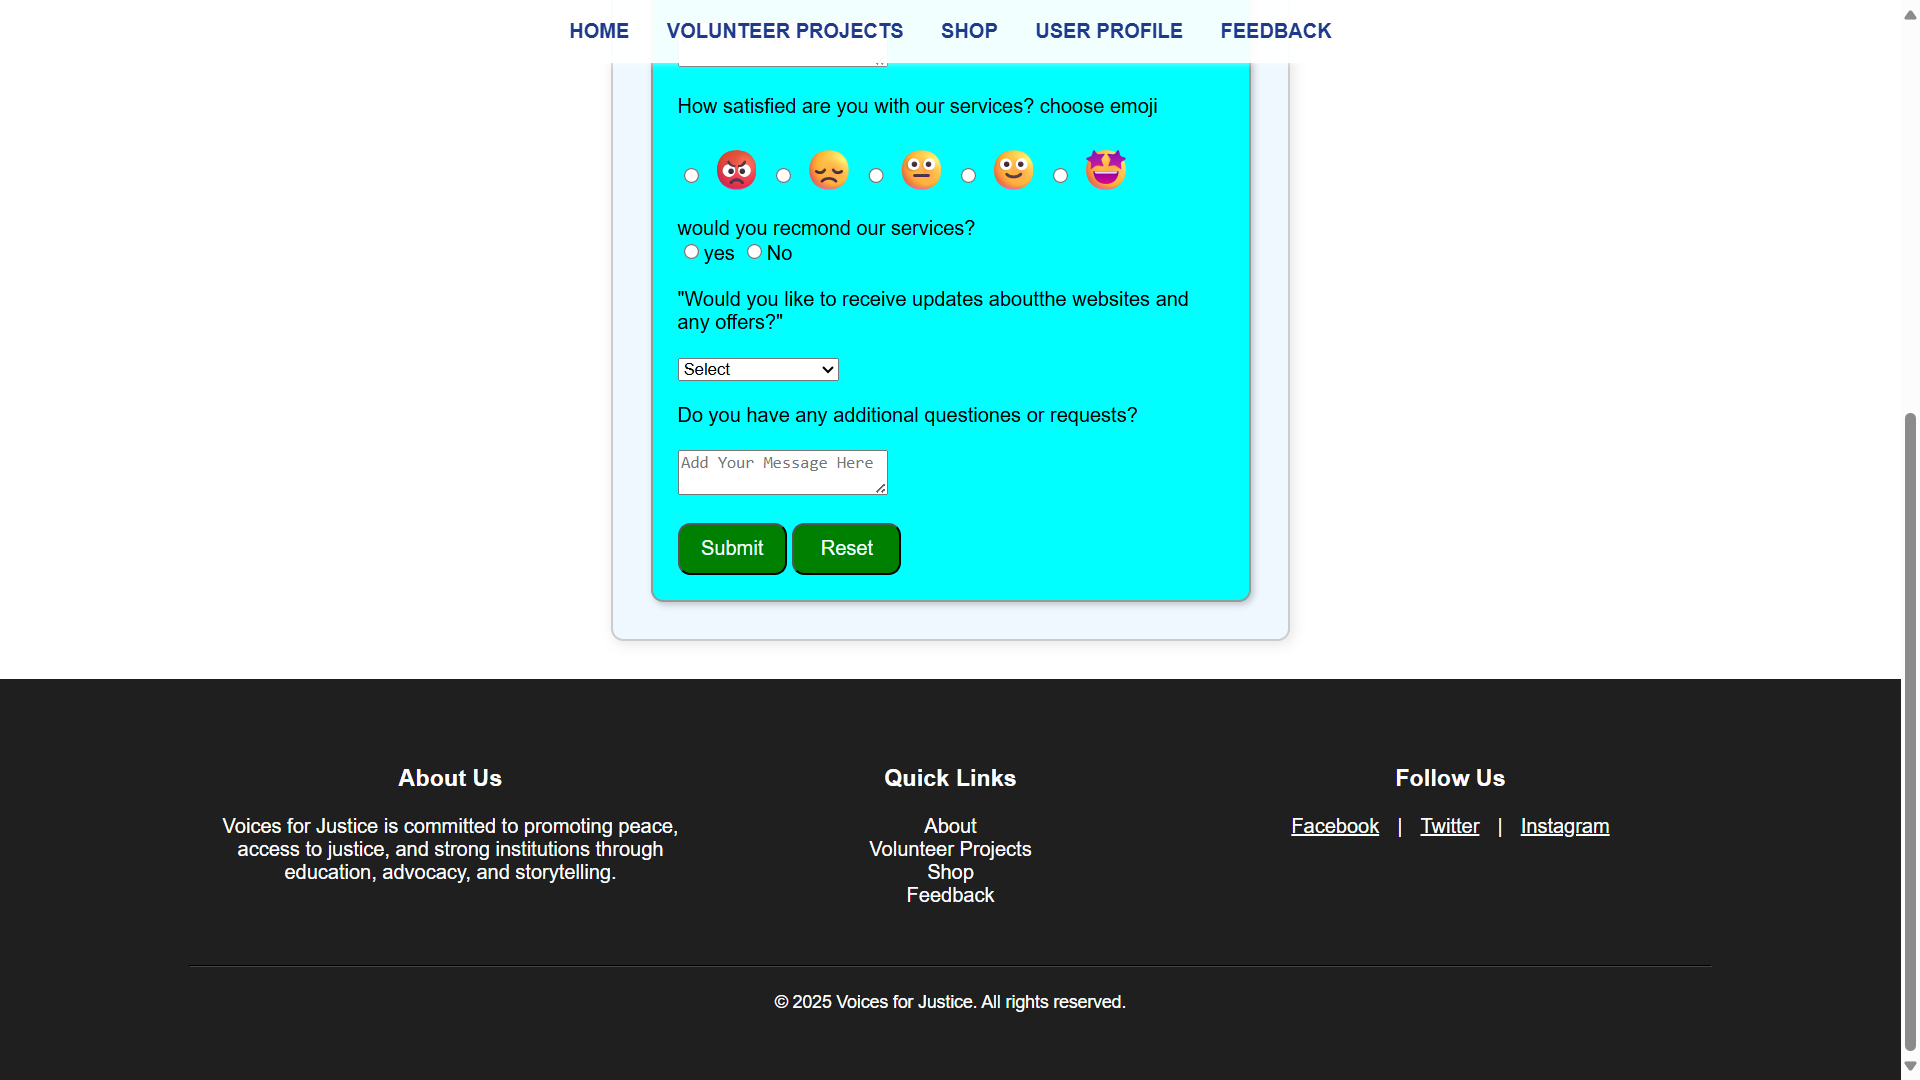 HOME VOLUNTEER PROJECTS SHOP USER PROFILE FEEDBACK
How satisfied are you with our services? choose emoji
would you recmond our services?
yes No
"Would you like to receive updates aboutthe websites and
any offers?"
Select
Do you have any additional questiones or requests?
Add Your Message Here
Submit Reset
About Us
Voices for Justice is committed to promoting peace,
access to justice, and strong institutions through
education, advocacy, and storytelling.
Quick Links
About
Volunteer Projects
Shop
Feedback
Follow Us
Facebook | Twitter | Instagram
© 2025 Voices for Justice. All rights reserved.